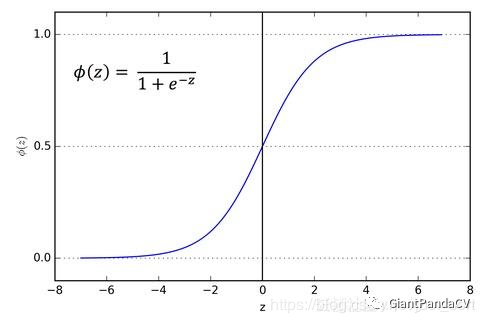 1.0
φ(z) = 1 / (1 + e^{-z})
φ(z)
0.5
0.0
−8 −6 −4 −2 0 2 4 6 8
z
GiantPandaCV